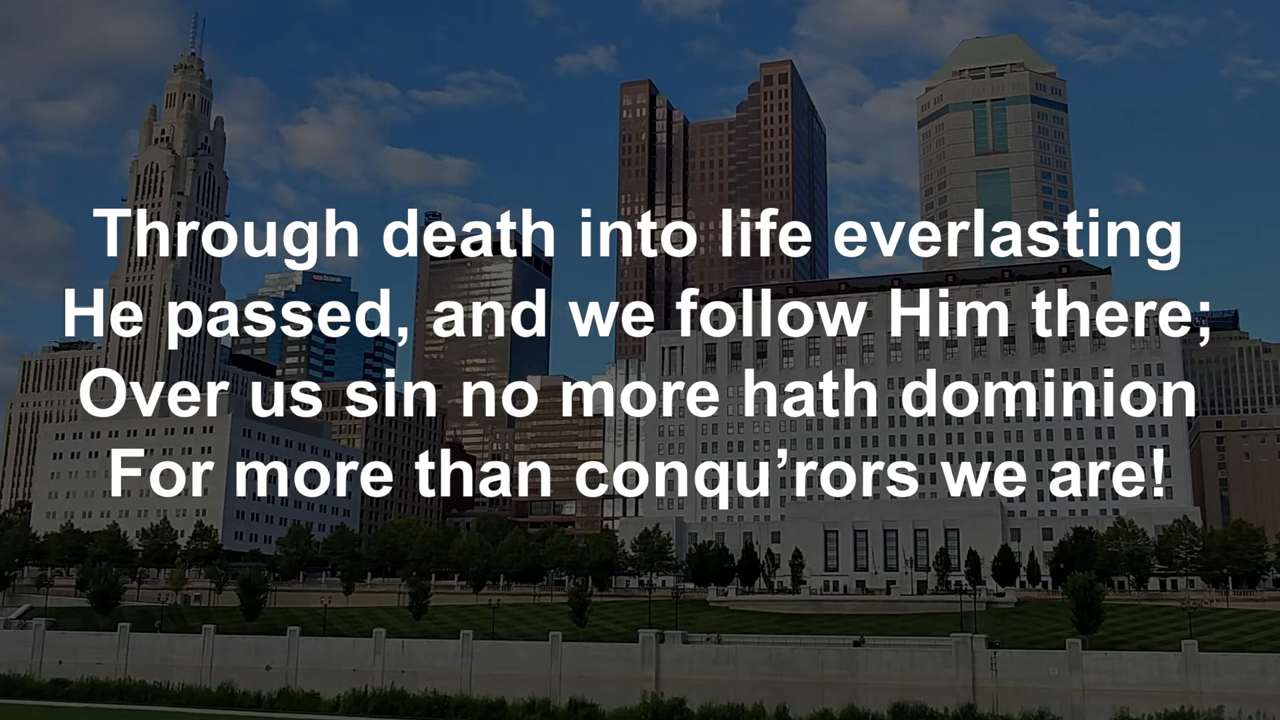 Through death into life everlasting
He passed, and we follow Him there;
Over us sin no more hath dominion
For more than conqu’rors we are!